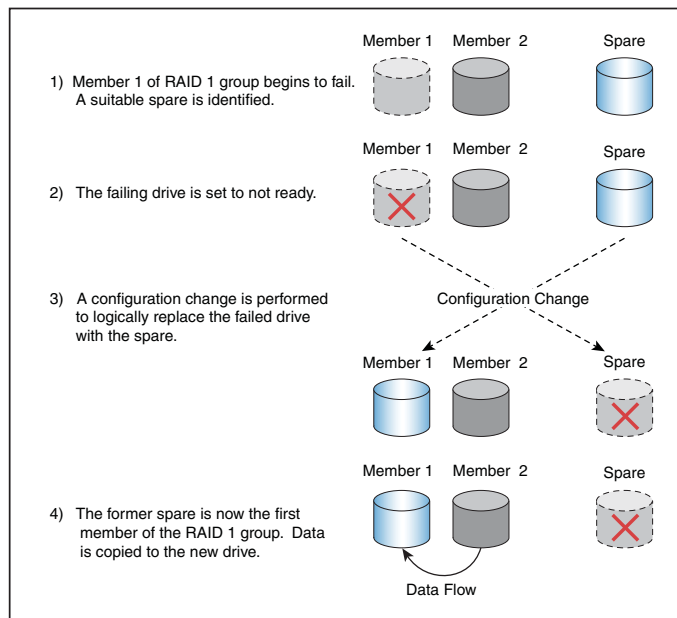 Member 1 Member 2 Spare
1) Member 1 of RAID 1 group begins to fail.
A suitable spare is identified.
Member 1 Member 2 Spare
2) The failing drive is set to not ready.
3) A configuration change is performed
to logically replace the failed drive
with the spare.
Configuration Change
Member 1 Member 2 Spare
Member 1 Member 2 Spare
4) The former spare is now the first
member of the RAID 1 group. Data
is copied to the new drive.
Data Flow